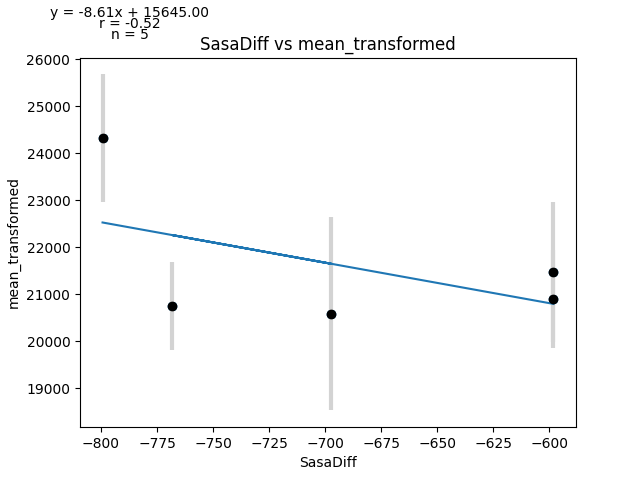 y = -8.61x + 15645.00
r = -0.52
n = 5
SasaDiff vs mean_transformed
26000
25000
24000
23000
22000
21000
20000
19000
mean_transformed
−800
−775
−750
−725
−700
−675
−650
−625
−600
SasaDiff